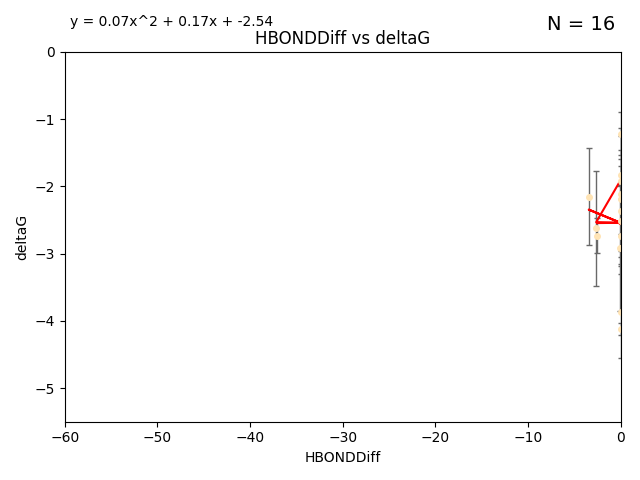 y = 0.07x^2 + 0.17x + -2.54
N = 16
HBONDDiff vs deltaG
0
−1
−2
−3
−4
−5
deltaG
−60 −50 −40 −30 −20 −10 0
HBONDDiff